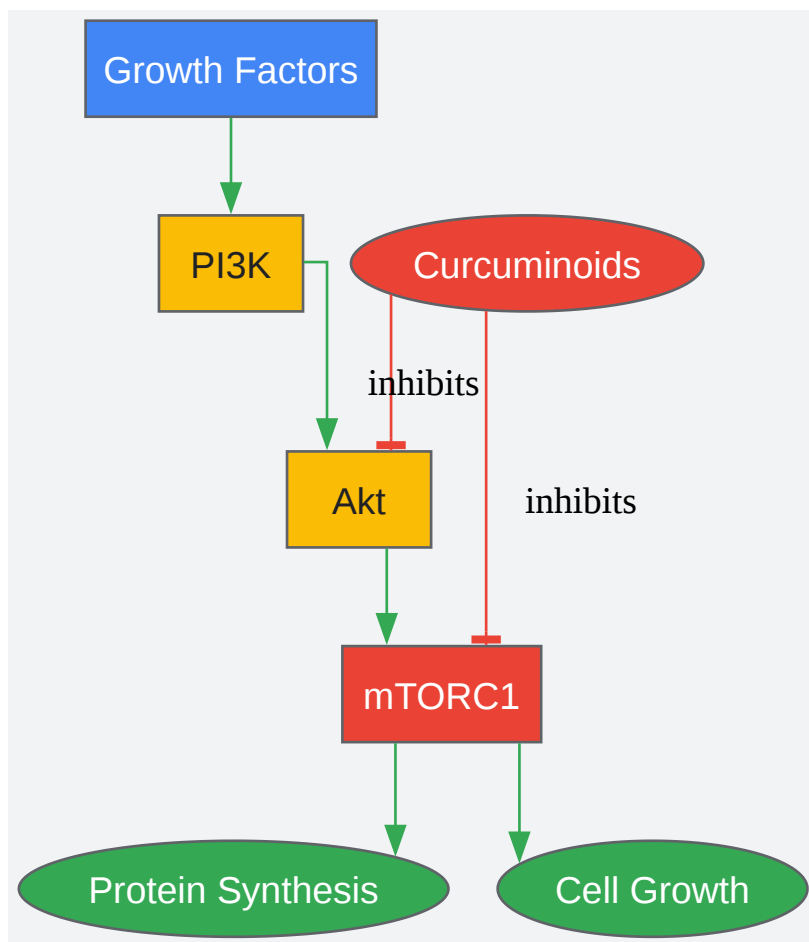 Growth Factors
PI3K
Curcuminoids
inhibits
Akt
inhibits
mTORC1
Protein Synthesis
Cell Growth